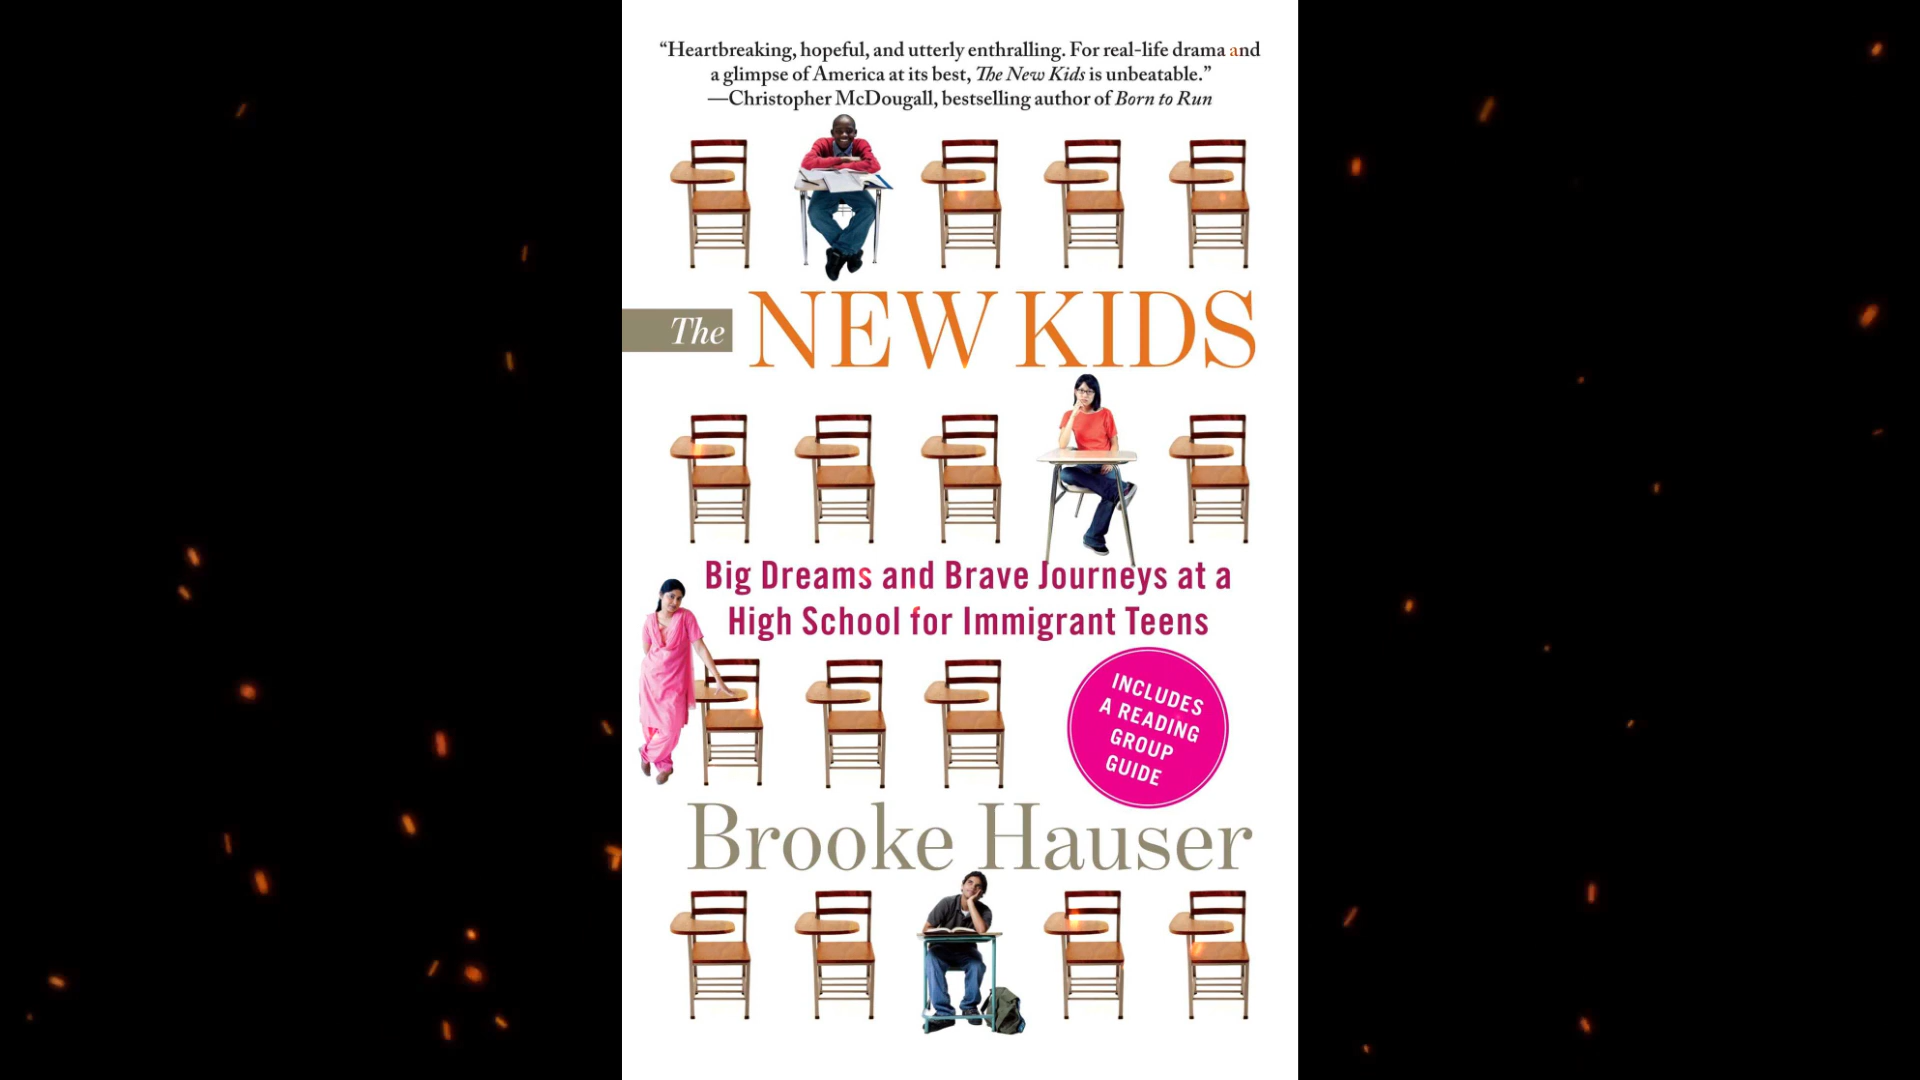 “Heartbreaking, hopeful, and utterly enthralling. For real-life drama and
a glimpse of America at its best, The New Kids is unbeatable.”
—Christopher McDougall, bestselling author of Born to Run
The NEW KIDS
Big Dreams and Brave Journeys at a
High School for Immigrant Teens
INCLUDES
A READING
GROUP
GUIDE
Brooke Hauser